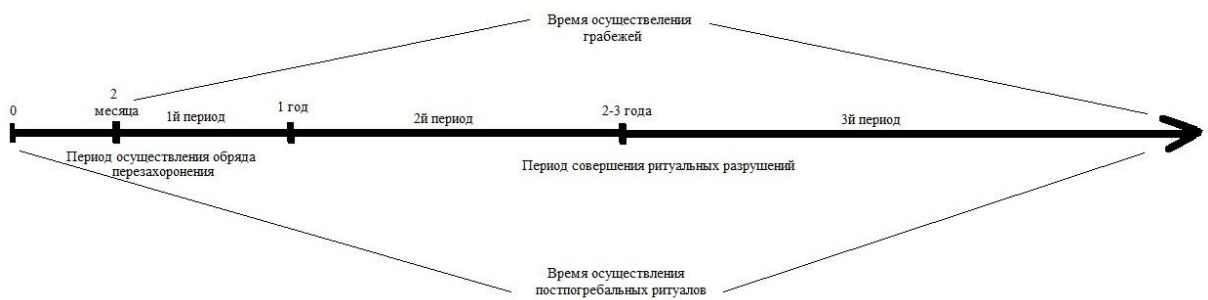 Время осуществеления
грабежей
0
2
месяца
1й период
1 год
2й период
2-3 года
3й период
Период осуществления обряда
перезахоронения
Период совершения ритуальных разрушений
Время осуществления
постпогребальных ритуалов